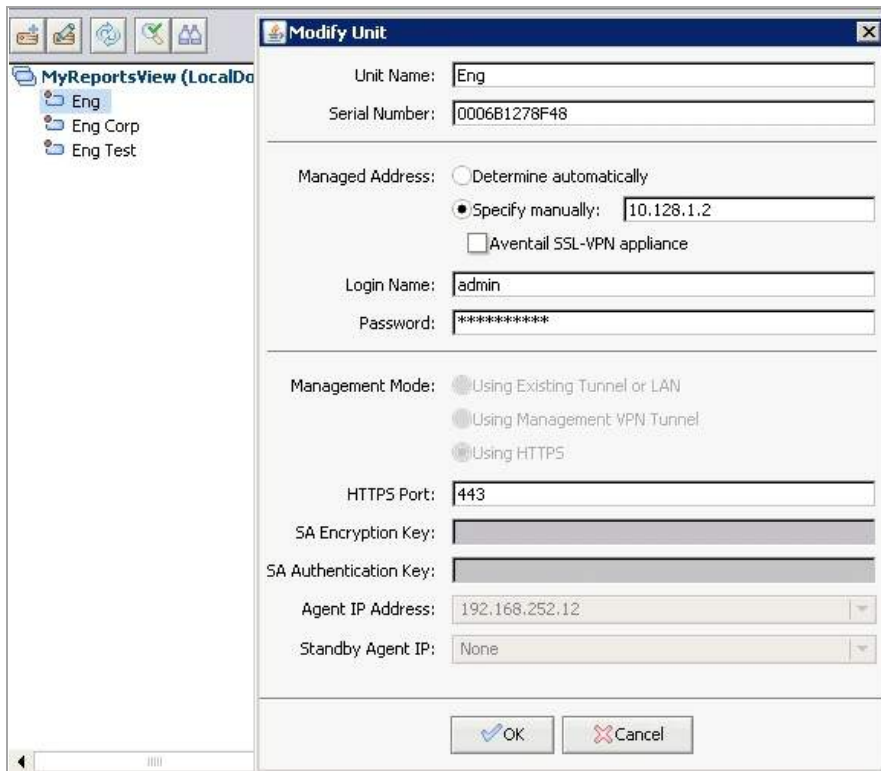 Modify Unit
MyReportsView (LocalDo
Eng
Eng Corp
Eng Test
Unit Name: Eng
Serial Number: 0006B1278F48
Managed Address: Determine automatically
Specify manually: 10.128.1.2
Aventail SSL-VPN appliance
Login Name: admin
Password: **********
Management Mode: Using Existing Tunnel or LAN
Using Management VPN Tunnel
Using HTTPS
HTTPS Port: 443
SA Encryption Key:
SA Authentication Key:
Agent IP Address: 192.168.252.12
Standby Agent IP: None
OK Cancel